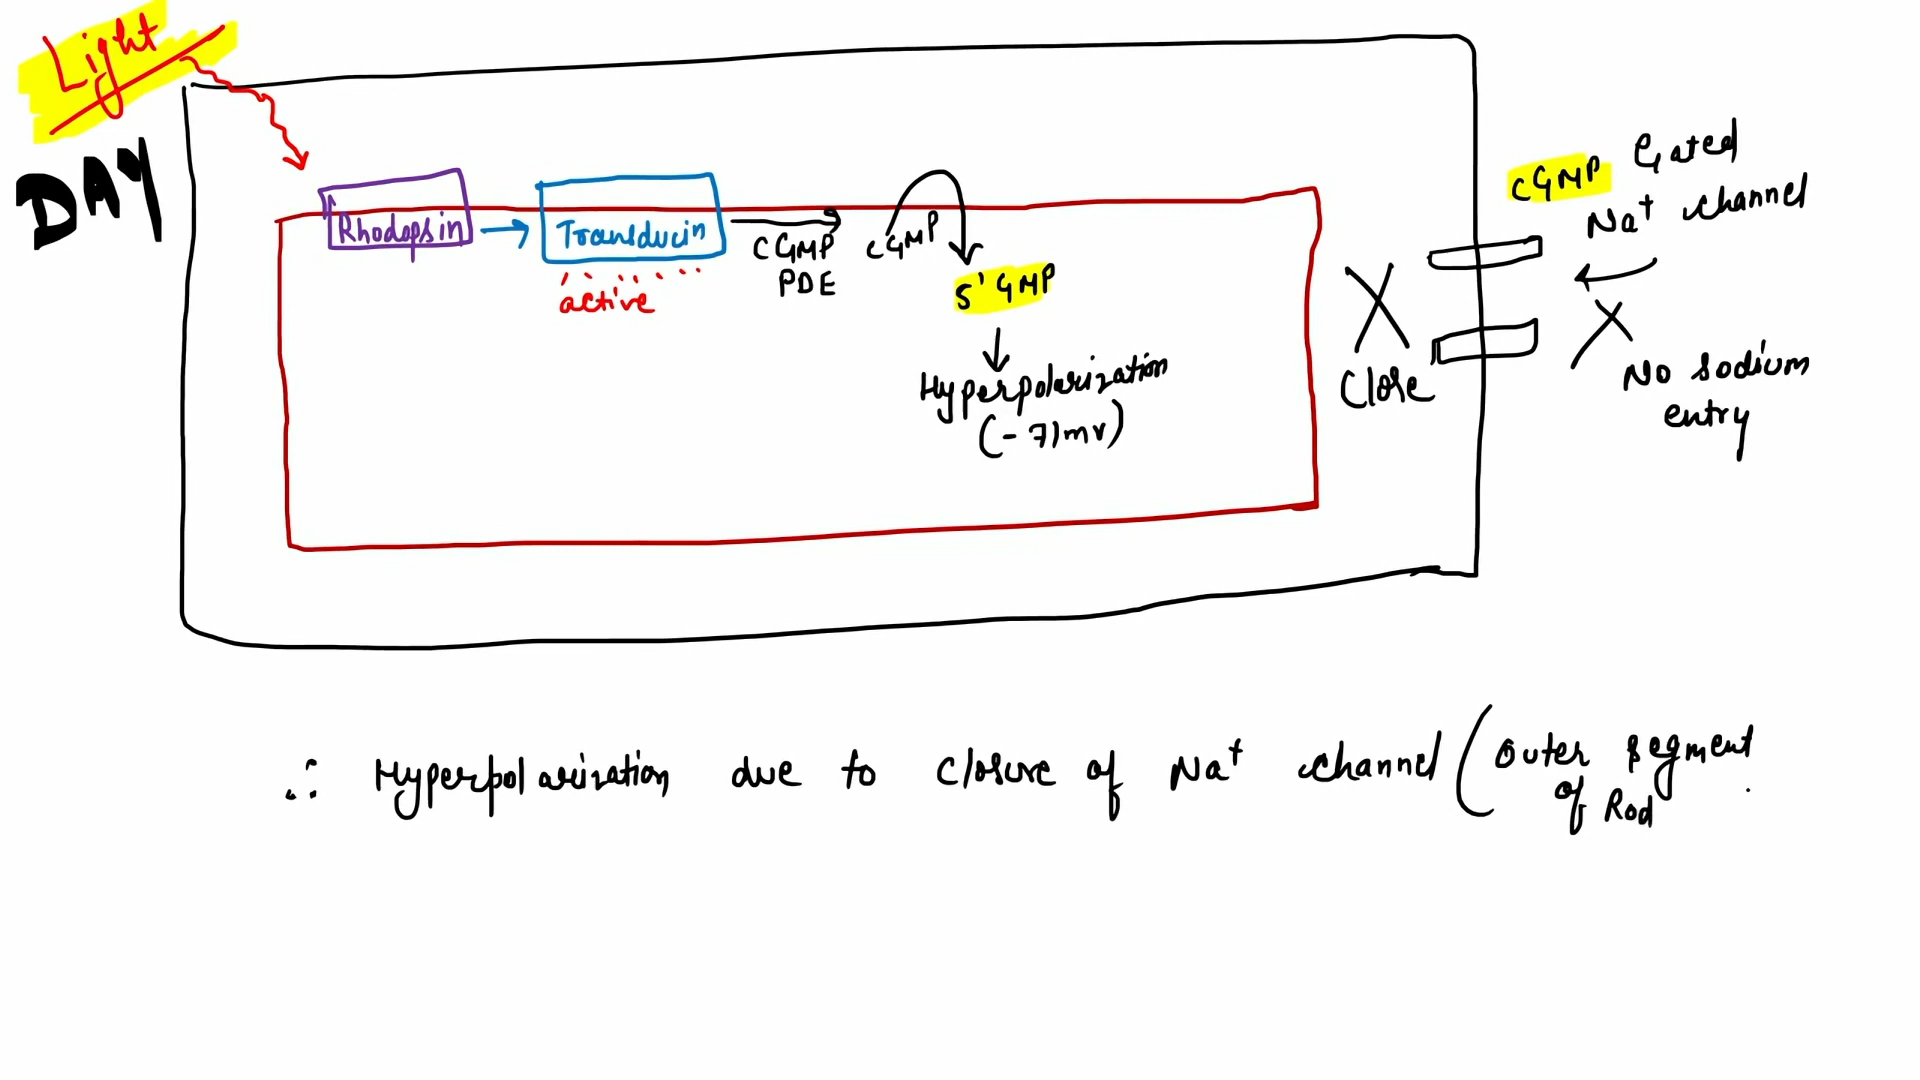 Light
DAY
Rhodopsin
Transducin
active
cGMP
PDE
cGMP
5' GMP
Hyperpolarization
(- 71mv)
cGMP Gated
Na+ channel
Close
No sodium
entry
∴ Hyperpolarization due to closure of Na+ channel (outer segment
of Rod